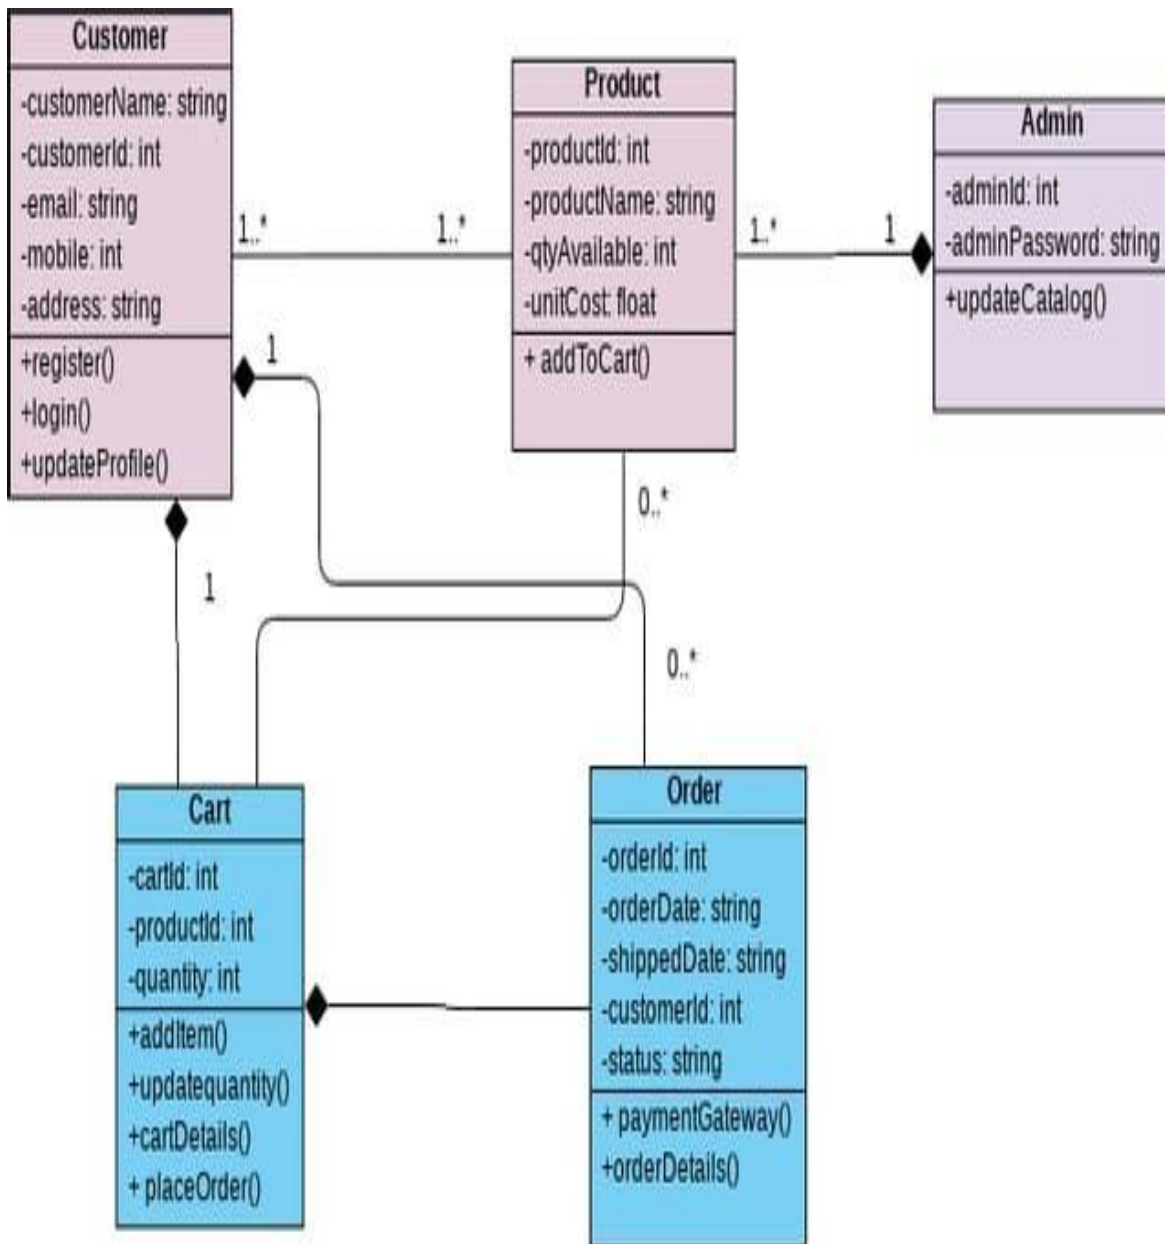 Customer
-customerName: string
-customerId: int
-email: string
-mobile: int
-address: string
+register()
+login()
+updateProfile()
1..*
1..*
Product
-productId: int
-productName: string
-qtyAvailable: int
-unitCost: float
+ addToCart()
1..*
1
Admin
-adminId: int
-adminPassword: string
+updateCatalog()
1
1
0..*
0..*
Cart
-cartId: int
-productId: int
-quantity: int
+addItem()
+updatequantity()
+cartDetails()
+ placeOrder()
Order
-orderId: int
-orderDate: string
-shippedDate: string
-customerId: int
-status: string
+ paymentGateway()
+orderDetails()